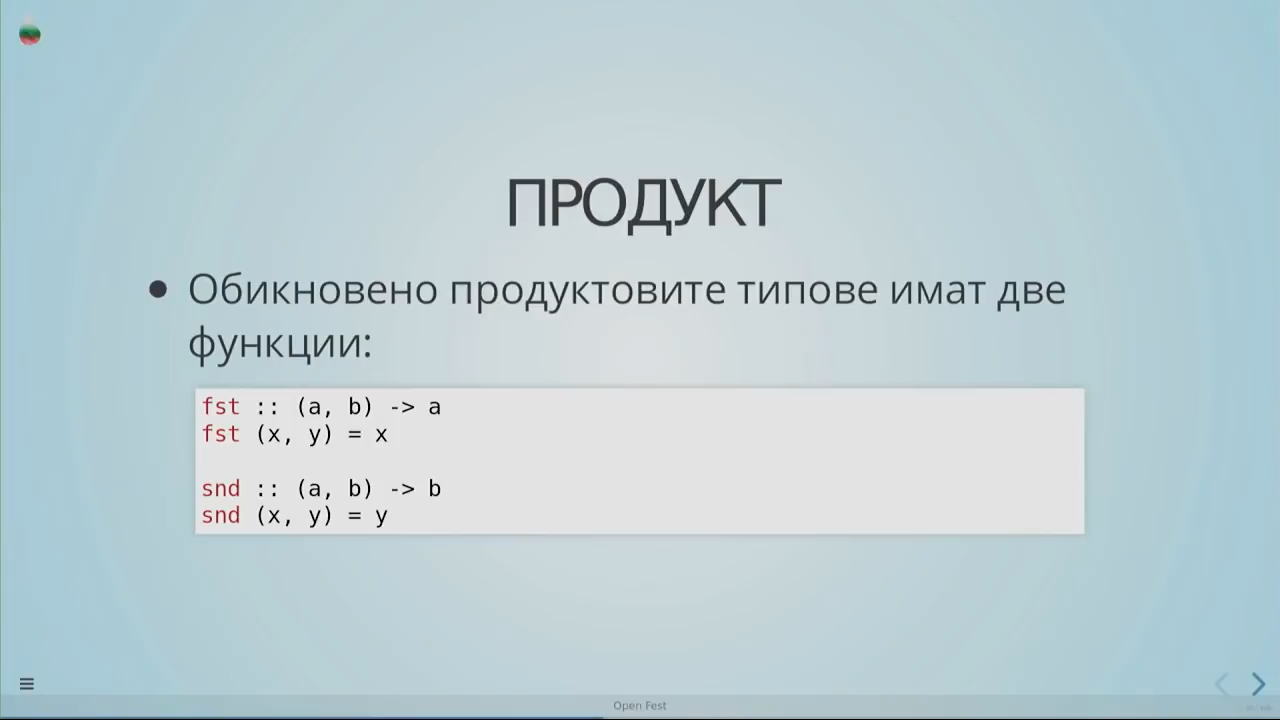 ПРОДУКТ
• Обикновено продуктовите типове имат две
функции:
fst :: (a, b) -> a
fst (x, y) = x
snd :: (a, b) -> b
snd (x, y) = y
Open Fest